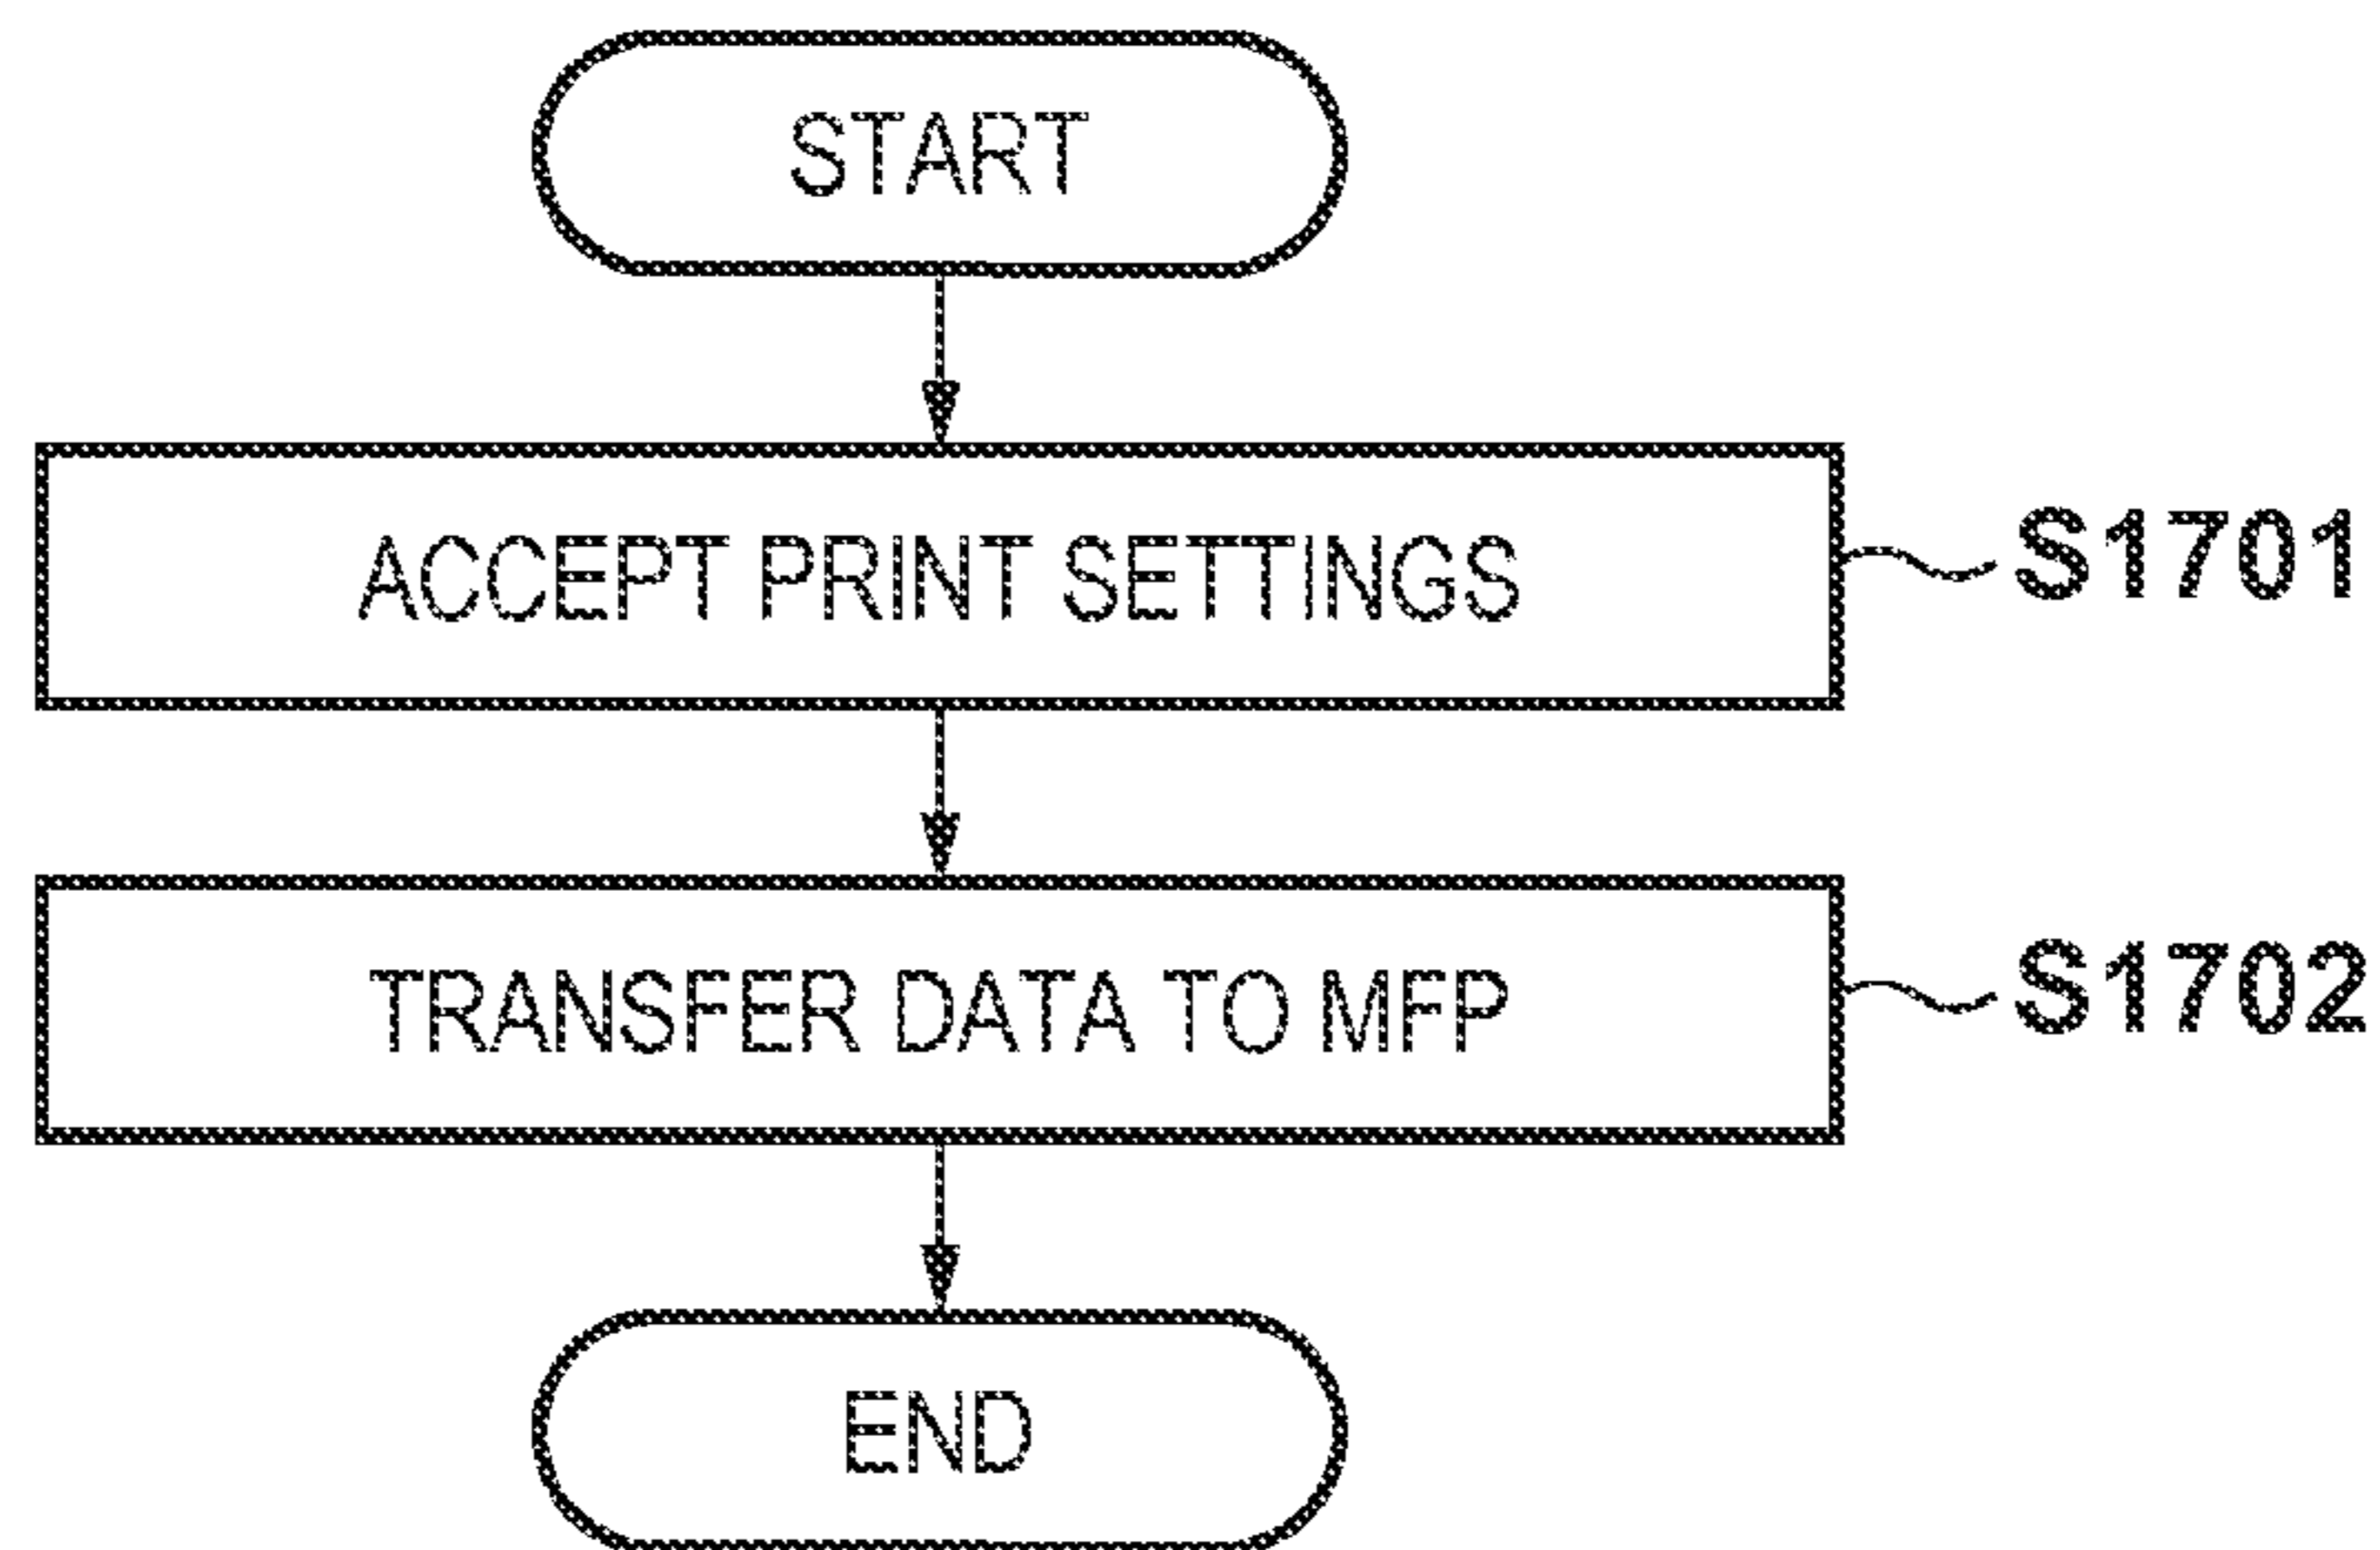 START
ACCEPT PRINT SETTINGS
S1701
TRANSFER DATA TO MFP
S1702
END